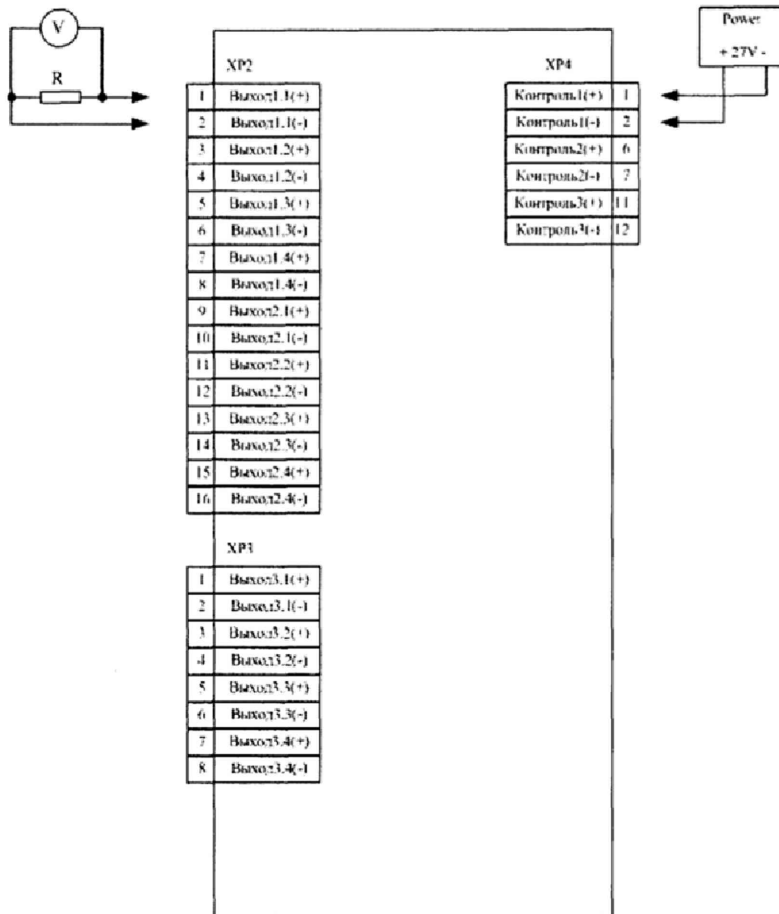 V
R
Power
+ 27V -
XP2
1 Выход1.1(+)
2 Выход1.1(-)
3 Выход1.2(+)
4 Выход1.2(-)
5 Выход1.3(+)
6 Выход1.3(-)
7 Выход1.4(+)
8 Выход1.4(-)
9 Выход2.1(+)
10 Выход2.1(-)
11 Выход2.2(+)
12 Выход2.2(-)
13 Выход2.3(+)
14 Выход2.3(-)
15 Выход2.4(+)
16 Выход2.4(-)
XP4
Контроль1(+) 1
Контроль1(-) 2
Контроль2(+) 6
Контроль2(-) 7
Контроль3(+) 11
Контроль3(-) 12
XP3
1 Выход3.1(+)
2 Выход3.1(-)
3 Выход3.2(+)
4 Выход3.2(-)
5 Выход3.3(+)
6 Выход3.3(-)
7 Выход3.4(+)
8 Выход3.4(-)